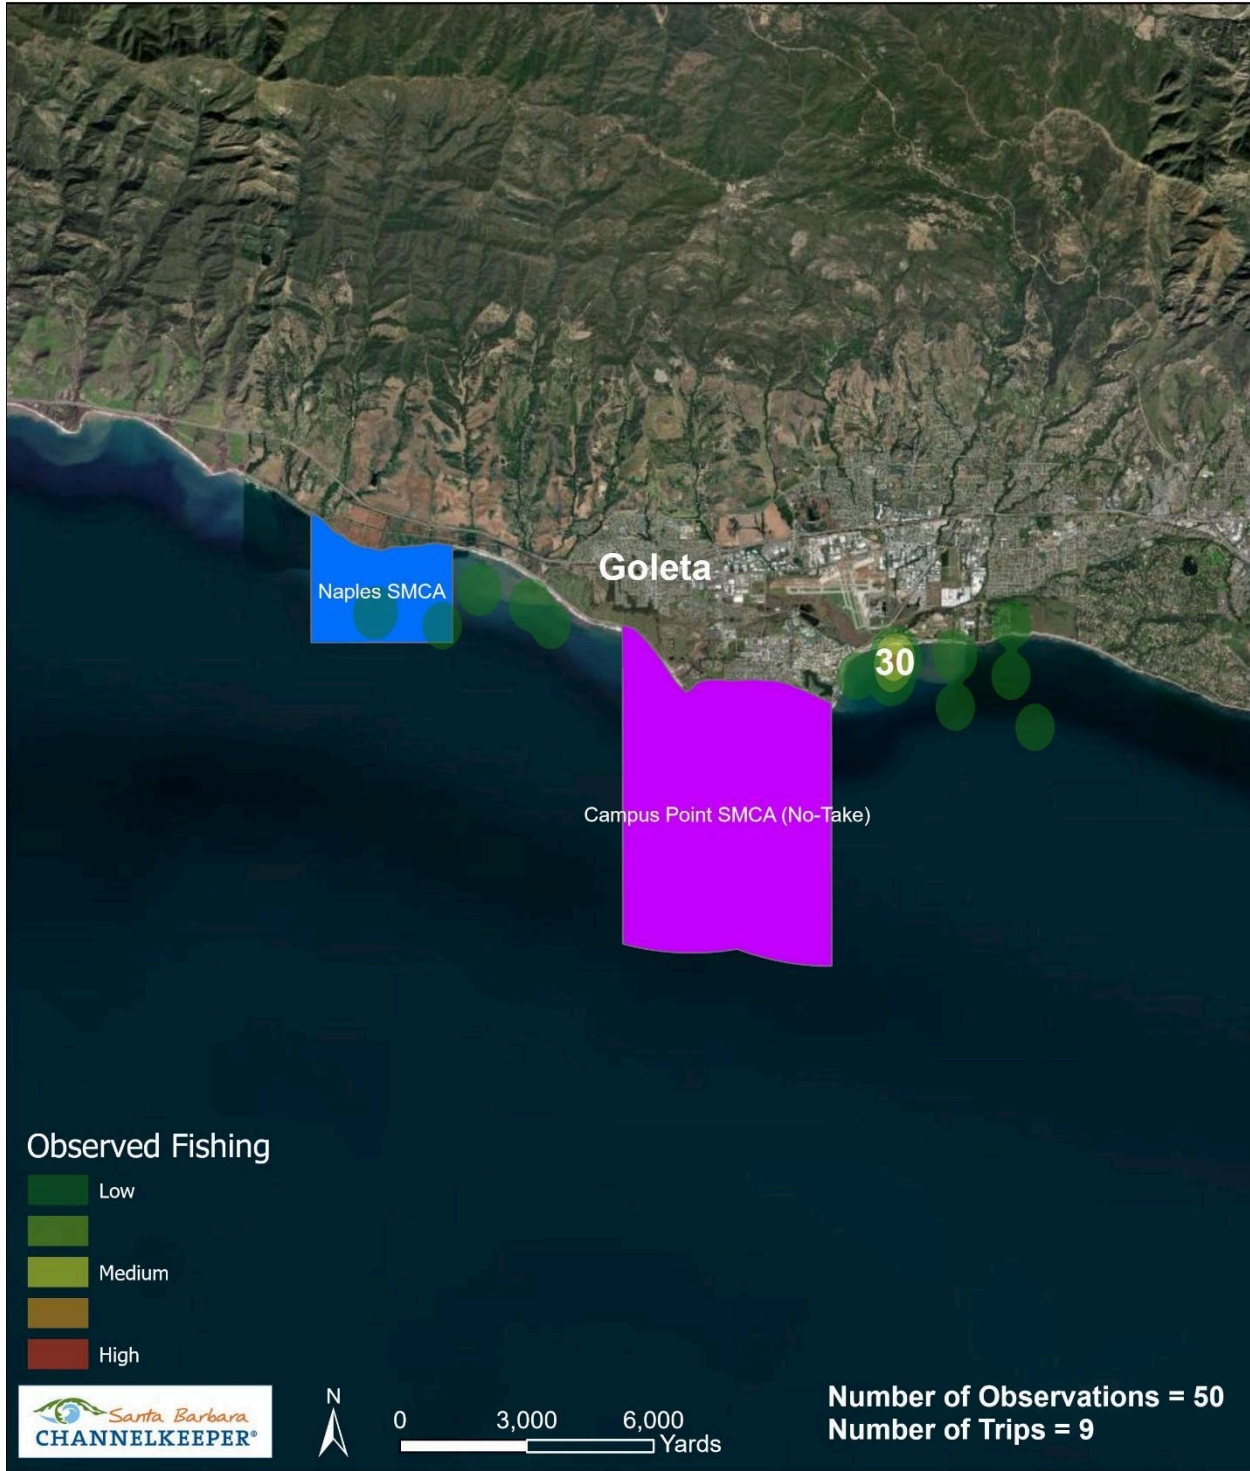 Goleta
Naples SMCA
30
Campus Point SMCA (No-Take)
Observed Fishing
Low
Medium
High
Santa Barbara
CHANNELKEEPER®
N
0 3,000 6,000
Yards
Number of Observations = 50
Number of Trips = 9